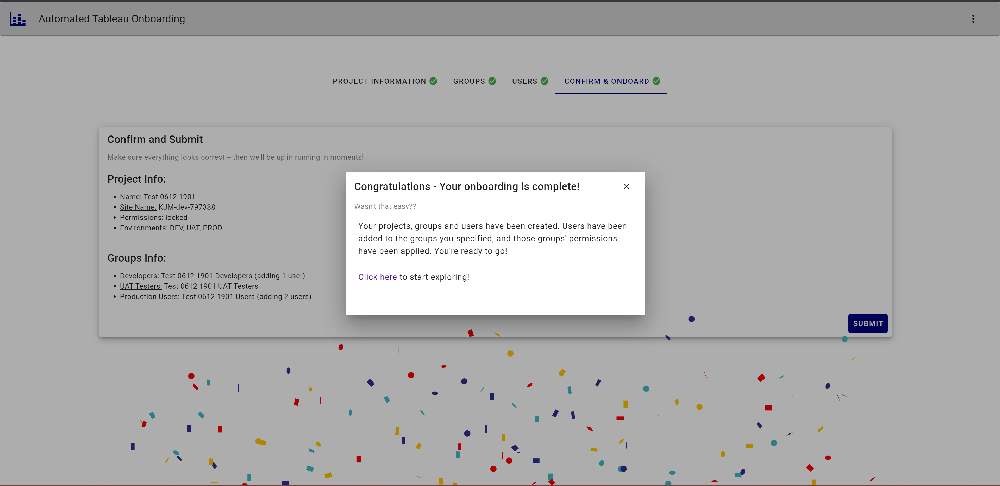 Automated Tableau Onboarding
PROJECT INFORMATION
GROUPS
USERS
CONFIRM & ONBOARD
Confirm and Submit
Make sure everything looks correct -- then we'll be up in running in moments!
Project Info:
Name: Test 0612 1901
Site Name: KJM-dev-797388
Permissions: locked
Environments: DEV, UAT, PROD
Groups Info:
Developers: Test 0612 1901 Developers (adding 1 user)
UAT Testers: Test 0612 1901 UAT Testers
Production Users: Test 0612 1901 Users (adding 2 users)
Congratulations - Your onboarding is complete!
Wasn't that easy??
Your projects, groups and users have been created. Users have been
added to the groups you specified, and those groups' permissions
have been applied. You're ready to go!
Click here to start exploring!
SUBMIT